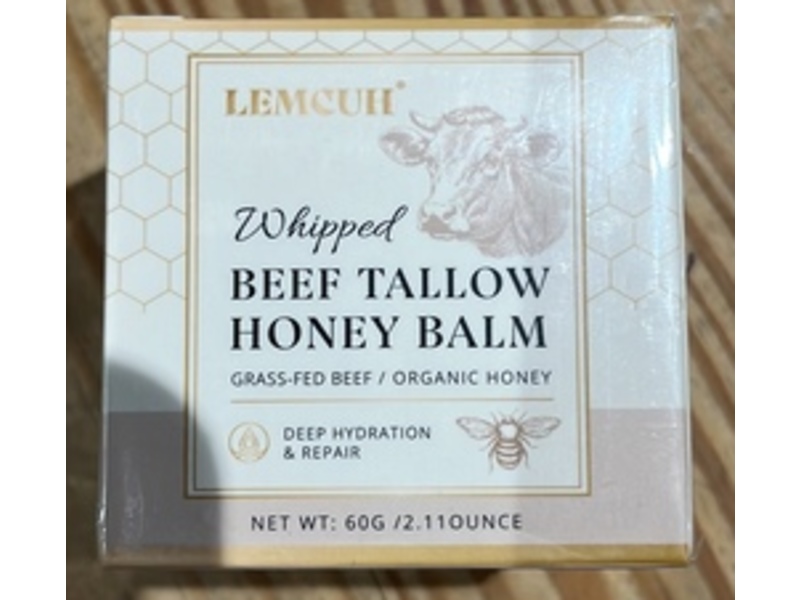 LEMCUH®
Whipped
BEEF TALLOW
HONEY BALM
GRASS-FED BEEF / ORGANIC HONEY
DEEP HYDRATION
& REPAIR
NET WT: 60G /2.11OUNCE